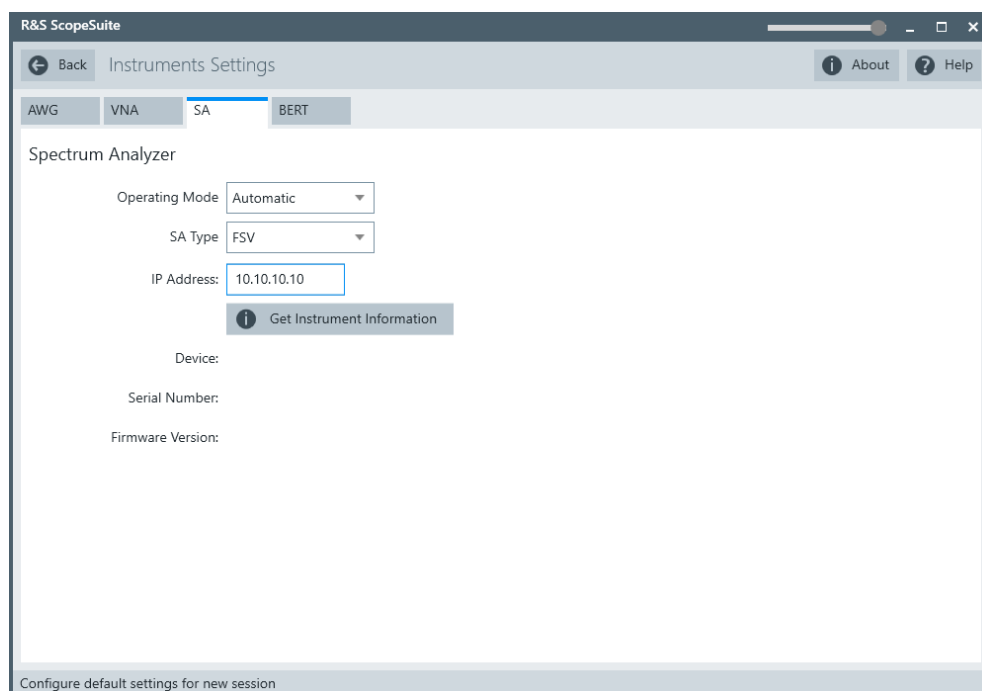 R&S ScopeSuite
Back Instruments Settings About Help
AWG VNA SA BERT
Spectrum Analyzer
Operating Mode Automatic
SA Type FSV
IP Address: 10.10.10.10
Get Instrument Information
Device:
Serial Number:
Firmware Version:
Configure default settings for new session